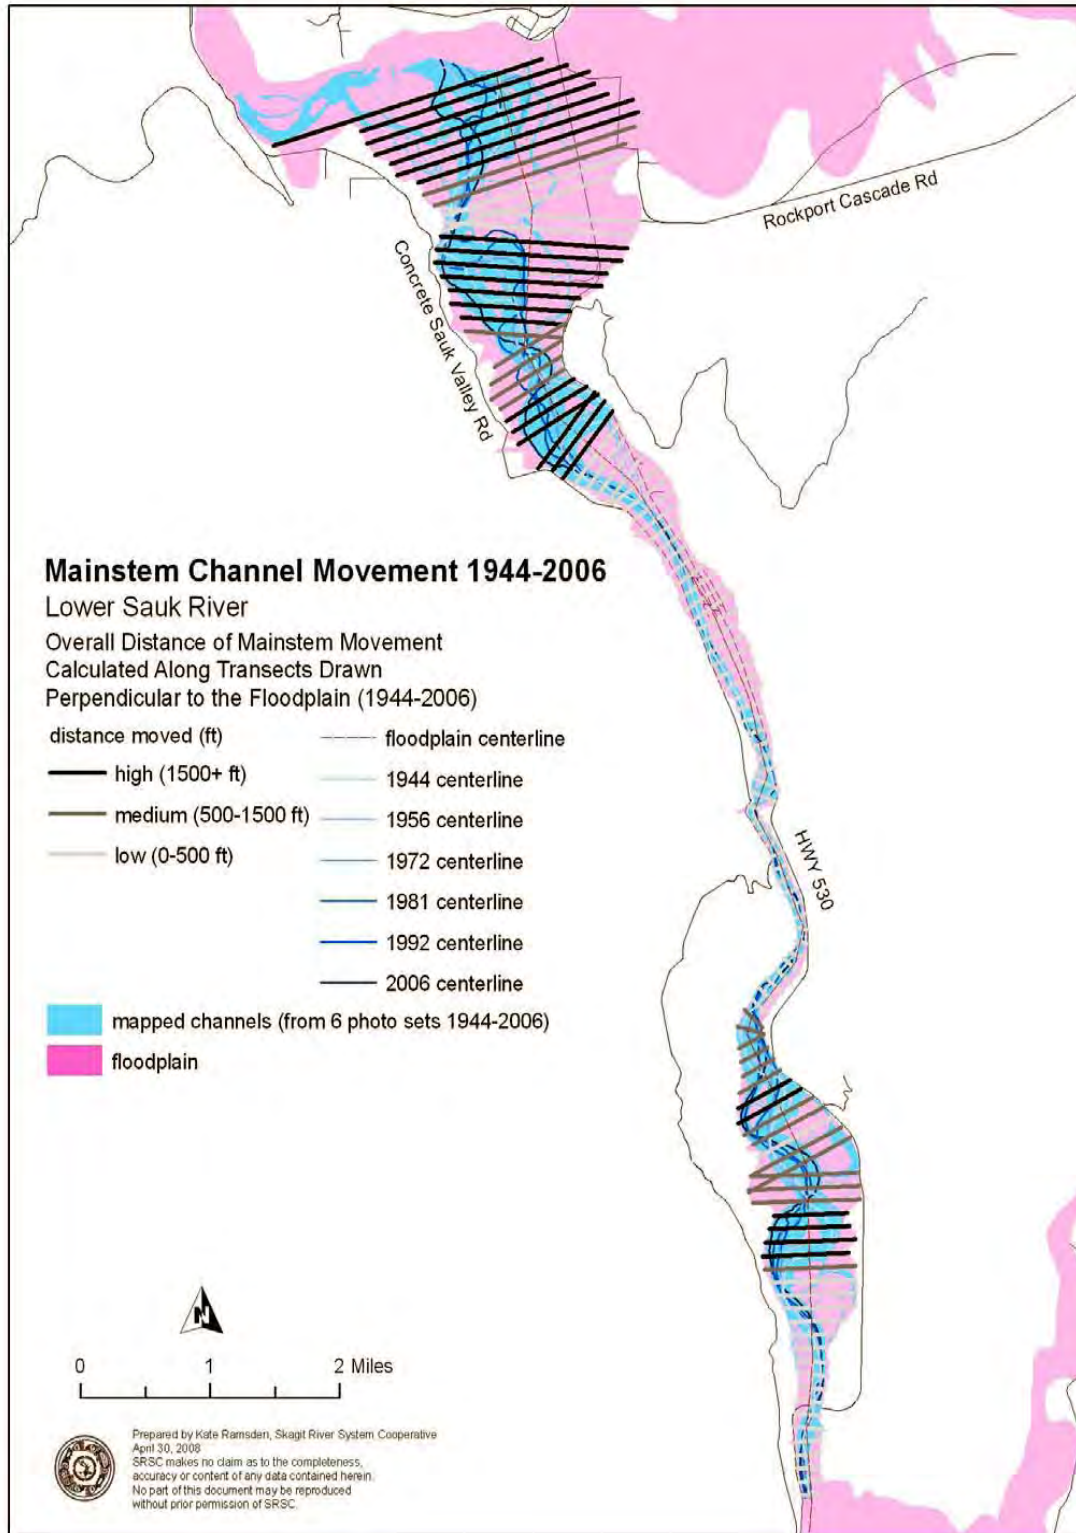 Rockport Cascade Rd
Concrete Sauk Valley Rd
Mainstem Channel Movement 1944-2006
Lower Sauk River
Overall Distance of Mainstem Movement
Calculated Along Transects Drawn
Perpendicular to the Floodplain (1944-2006)
distance moved (ft)
high (1500+ ft)
medium (500-1500 ft)
low (0-500 ft)
floodplain centerline
1944 centerline
1956 centerline
1972 centerline
1981 centerline
1992 centerline
2006 centerline
mapped channels (from 6 photo sets 1944-2006)
floodplain
HWY 530
N
0 1 2 Miles
Prepared by Kate Ramsden, Skagit River System Cooperative
April 30, 2008
SRSC makes no claim as to the completeness,
accuracy or content of any data contained herein.
No part of this document may be reproduced
without prior permission of SRSC.